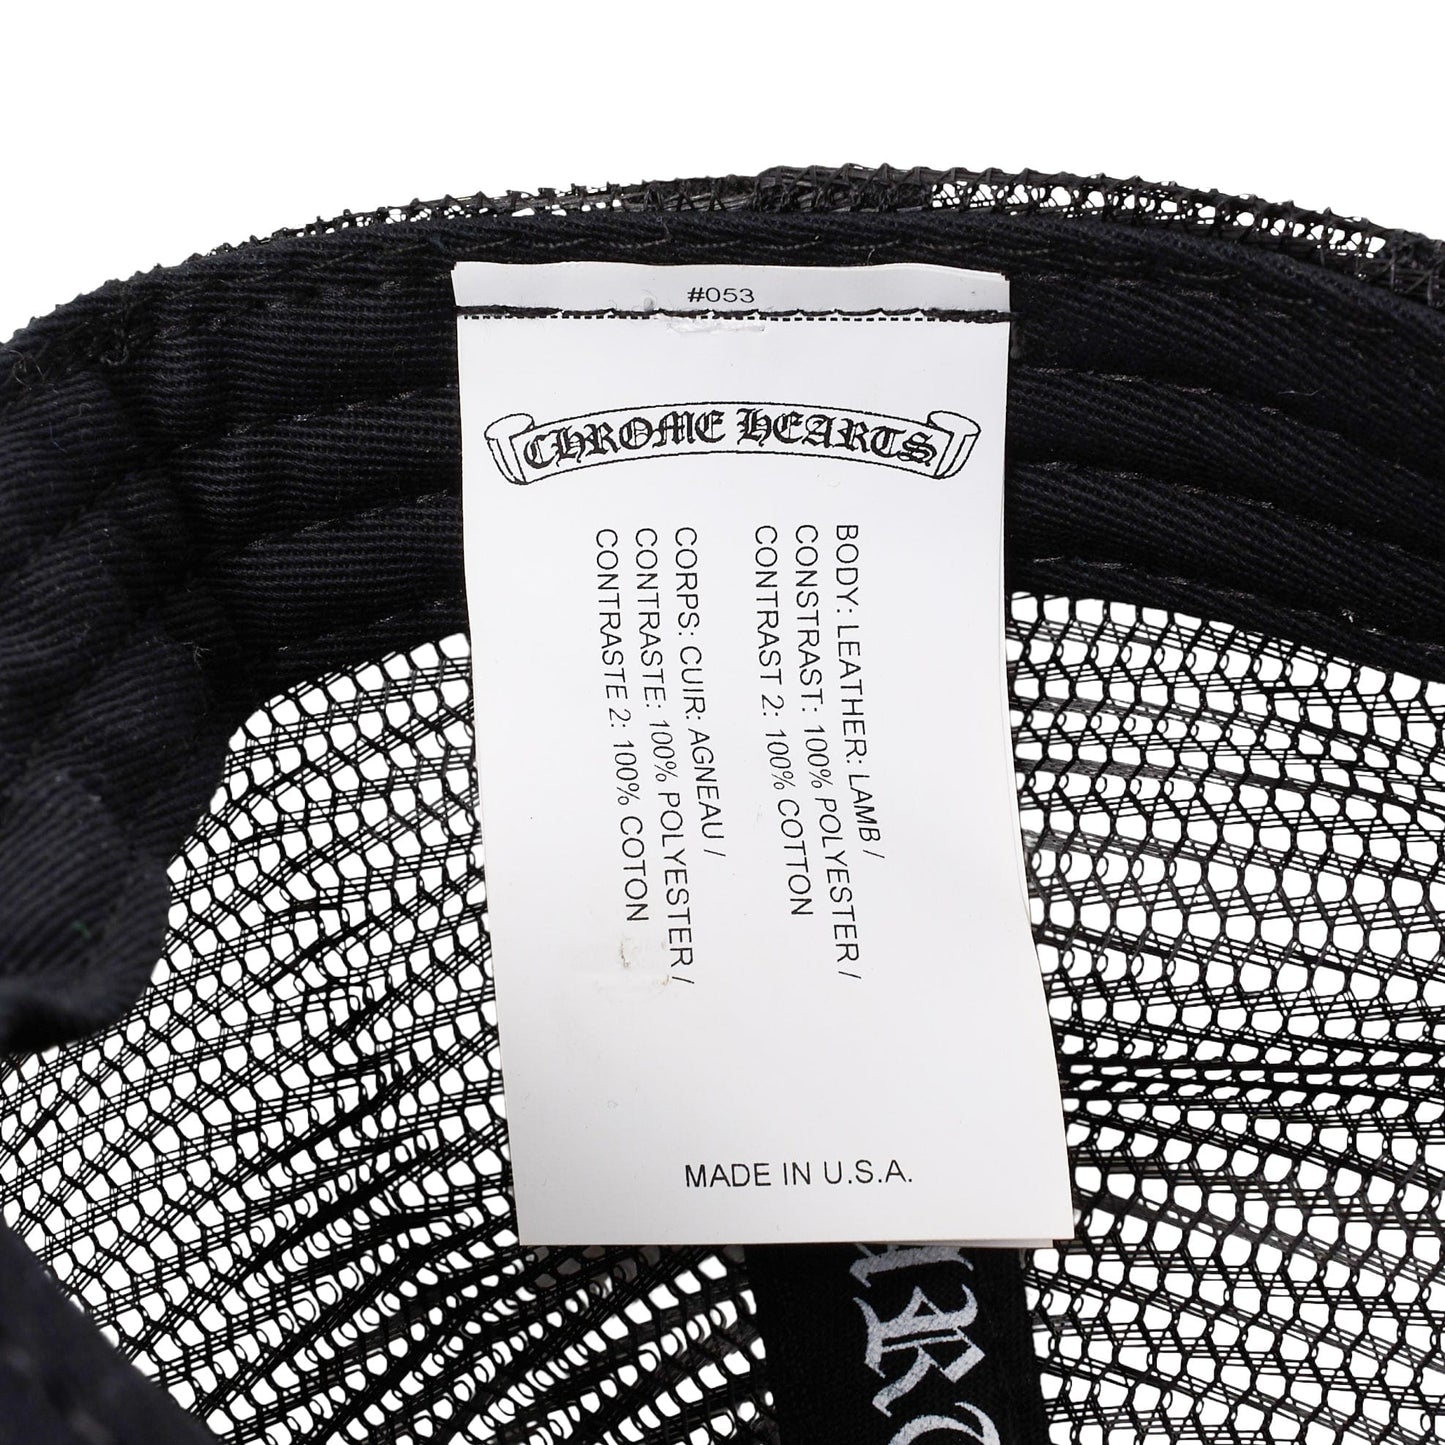 #053
CHROME HEARTS
BODY: LEATHER: LAMB/
CONSTRAST: 100% POLYESTER/
CONTRAST 2: 100% COTTON
CORPS: CUIR: AGNEAU /
CONTRASTE: 100% POLYESTER /
CONTRASTE 2: 100% COTON
MADE IN U.S.A.